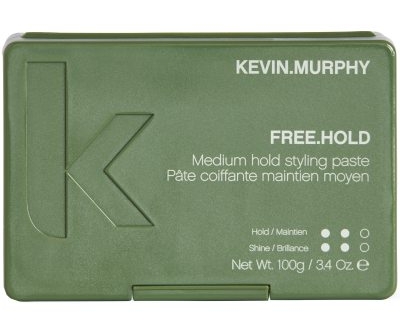 KEVIN.MURPHY
FREE.HOLD
Medium hold styling paste
Pâte coiffante maintien moyen
Hold / Maintien
Shine / Brillance
Net Wt. 100g / 3.4 Oz. ℮
k